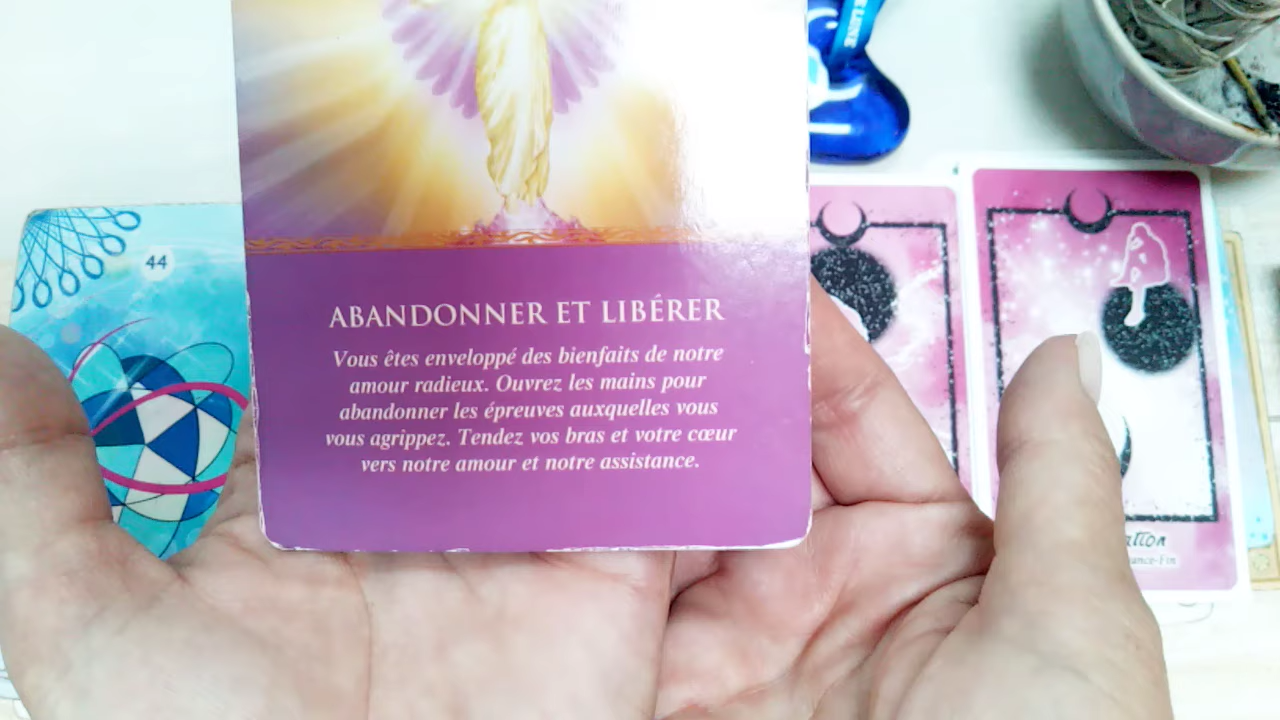 44
ABANDONNER ET LIBÉRER
Vous êtes enveloppé des bienfaits de notre
amour radieux. Ouvrez les mains pour
abandonner les épreuves auxquelles vous
vous agrippez. Tendez vos bras et votre cœur
vers notre amour et notre assistance.